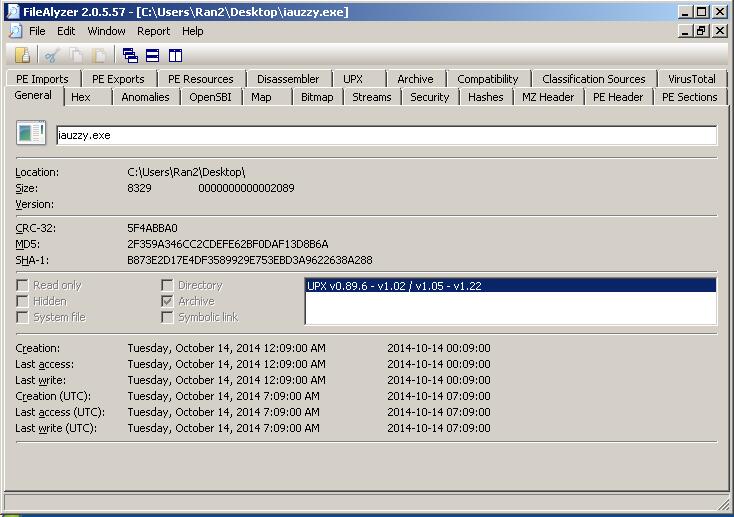 FileAlyzer 2.0.5.57 - [C:\Users\Ran2\Desktop\iauzzy.exe]
File Edit Window Report Help
PE Imports PE Exports PE Resources Disassembler UPX Archive Compatibility Classification Sources VirusTotal
General Hex Anomalies OpenSBI Map Bitmap Streams Security Hashes MZ Header PE Header PE Sections
iauzzy.exe
Location: C:\Users\Ran2\Desktop\
Size: 8329 0000000000002089
Version:
CRC-32: 5F4ABBA0
MD5: 2F359A346CC2CDEFE62BF0DAF13D8B6A
SHA-1: B873E2D17E4DF3589929E753EBD3A9622638A288
Read only Directory UPX v0.89.6 - v1.02 / v1.05 - v1.22
Hidden Archive
System file Symbolic link
Creation: Tuesday, October 14, 2014 12:09:00 AM 2014-10-14 00:09:00
Last access: Tuesday, October 14, 2014 12:09:00 AM 2014-10-14 00:09:00
Last write: Tuesday, October 14, 2014 12:09:00 AM 2014-10-14 00:09:00
Creation (UTC): Tuesday, October 14, 2014 7:09:00 AM 2014-10-14 07:09:00
Last access (UTC): Tuesday, October 14, 2014 7:09:00 AM 2014-10-14 07:09:00
Last write (UTC): Tuesday, October 14, 2014 7:09:00 AM 2014-10-14 07:09:00